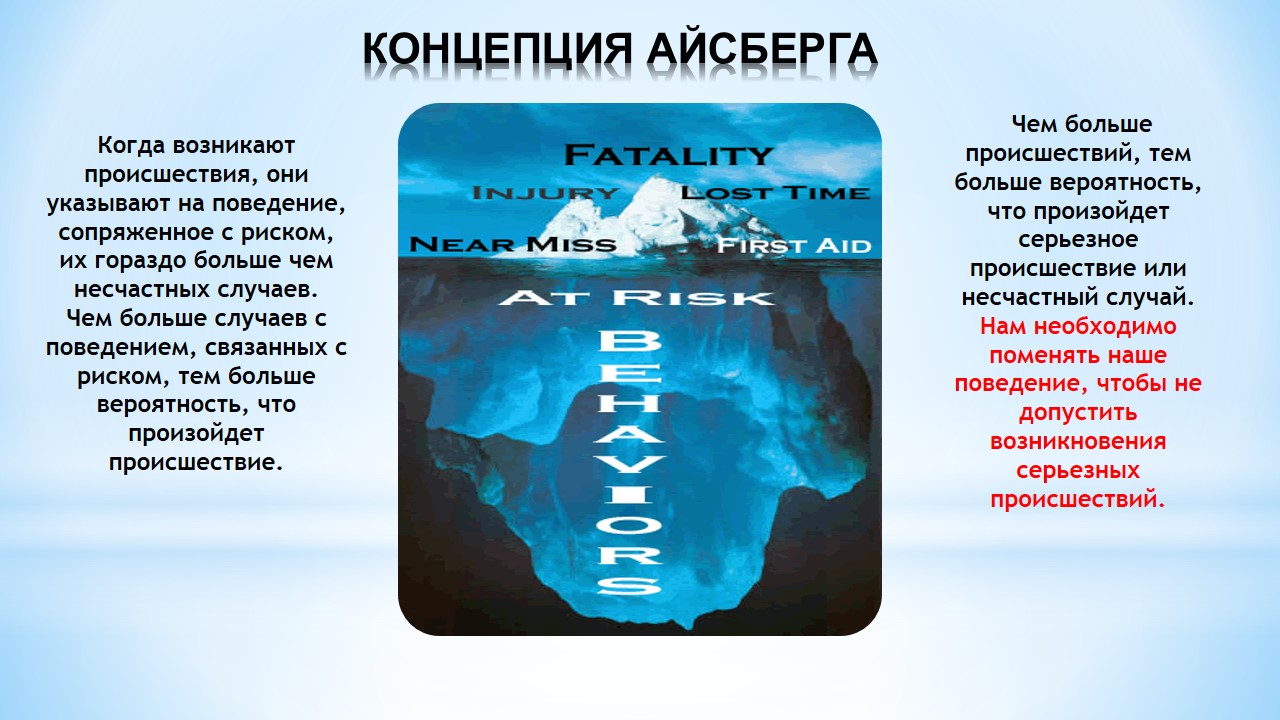 КОНЦЕПЦИЯ АЙСБЕРГА
Когда возникают
происшествия, они
указывают на поведение,
сопряженное с риском,
их гораздо больше чем
несчастных случаев.
Чем больше случаев с
поведением, связанных с
риском, тем больше
вероятность, что
произойдет
происшествие.
FATALITY
INJURY LOST TIME
NEAR MISS FIRST AID
AT RISK
B
E
H
A
V
I
O
R
S
Чем больше
происшествий, тем
больше вероятность,
что произойдет
серьезное
происшествие или
несчастный случай.
Нам необходимо
поменять наше
поведение, чтобы не
допустить
возникновения
серьезных
происшествий.